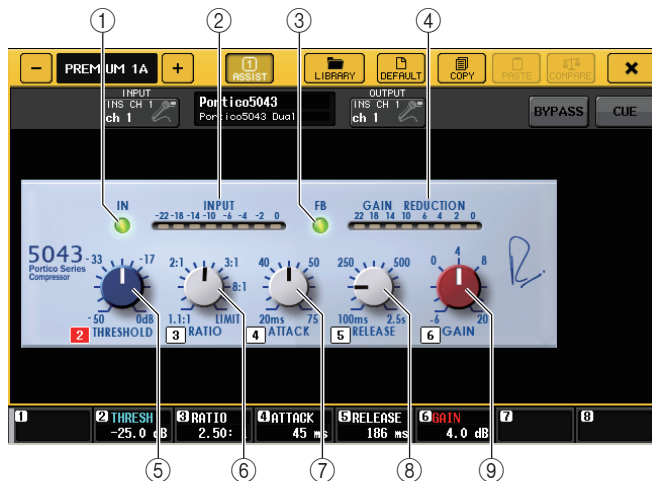 ① ② ③ ④
− PREMIUM 1A + 1 ASSIST LIBRARY DEFAULT COPY PASTE COMPARE ×
INPUT OUTPUT
INS CH 1 Portico5043 INS CH 1 BYPASS CUE
ch 1 Portico5043 Dual ch 1
IN INPUT FB GAIN REDUCTION
-22 -18 -14 -10 -6 -4 -2 0 22 18 14 10 6 4 2 0
5043
Portico Series
Compressor
-33 -17 2:1 3:1 8:1 40 50 250 500 0 4 8
-50 0dB 1.1:1 LIMIT 20ms 75 100ms 2.5s -6 20
2 THRESHOLD 3 RATIO 4 ATTACK 5 RELEASE 6 GAIN
1 2 THRESH 3 RATIO 4 ATTACK 5 RELEASE 6 GAIN 7 8
-25.0 dB 2.50: 45 ms 186 ms 4.0 dB
⑤ ⑥ ⑦ ⑧ ⑨